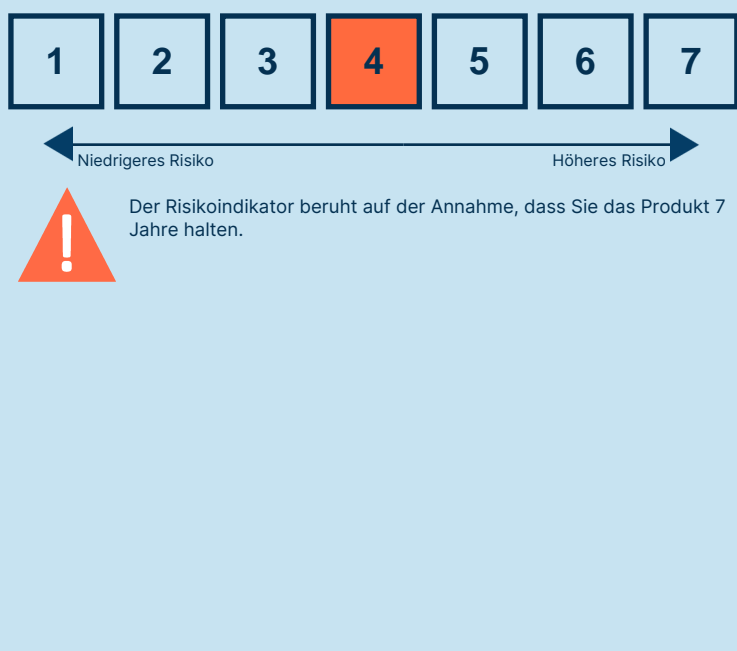 1 2 3 4 5 6 7
Niedrigeres Risiko Höheres Risiko
Der Risikoindikator beruht auf der Annahme, dass Sie das Produkt 7
Jahre halten.